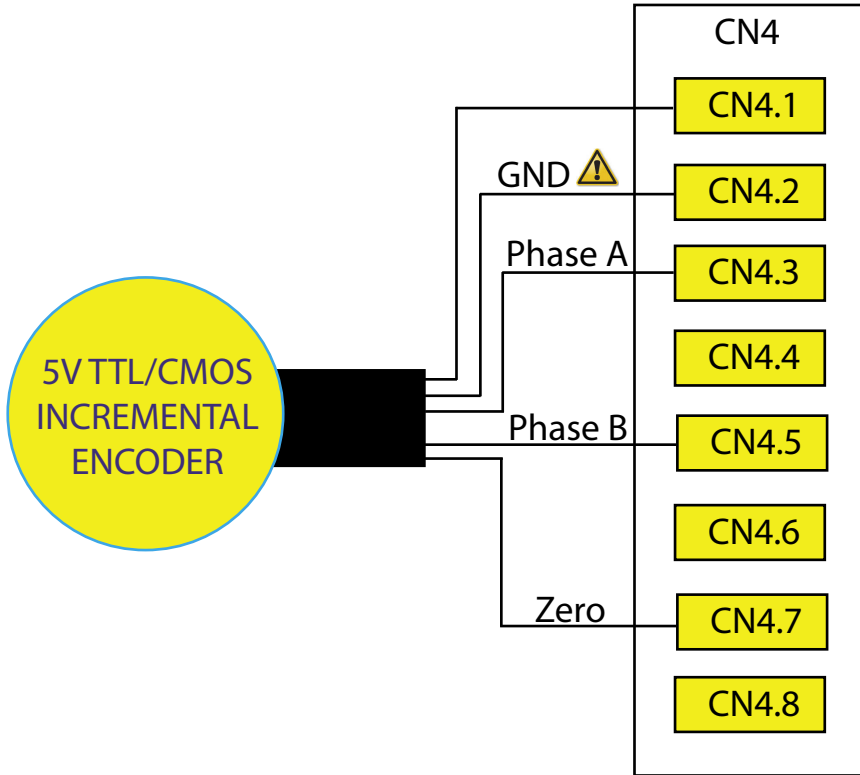 CN4
CN4.1
GND
CN4.2
Phase A
CN4.3
5V TTL/CMOS
INCREMENTAL
ENCODER
CN4.4
Phase B
CN4.5
CN4.6
Zero
CN4.7
CN4.8